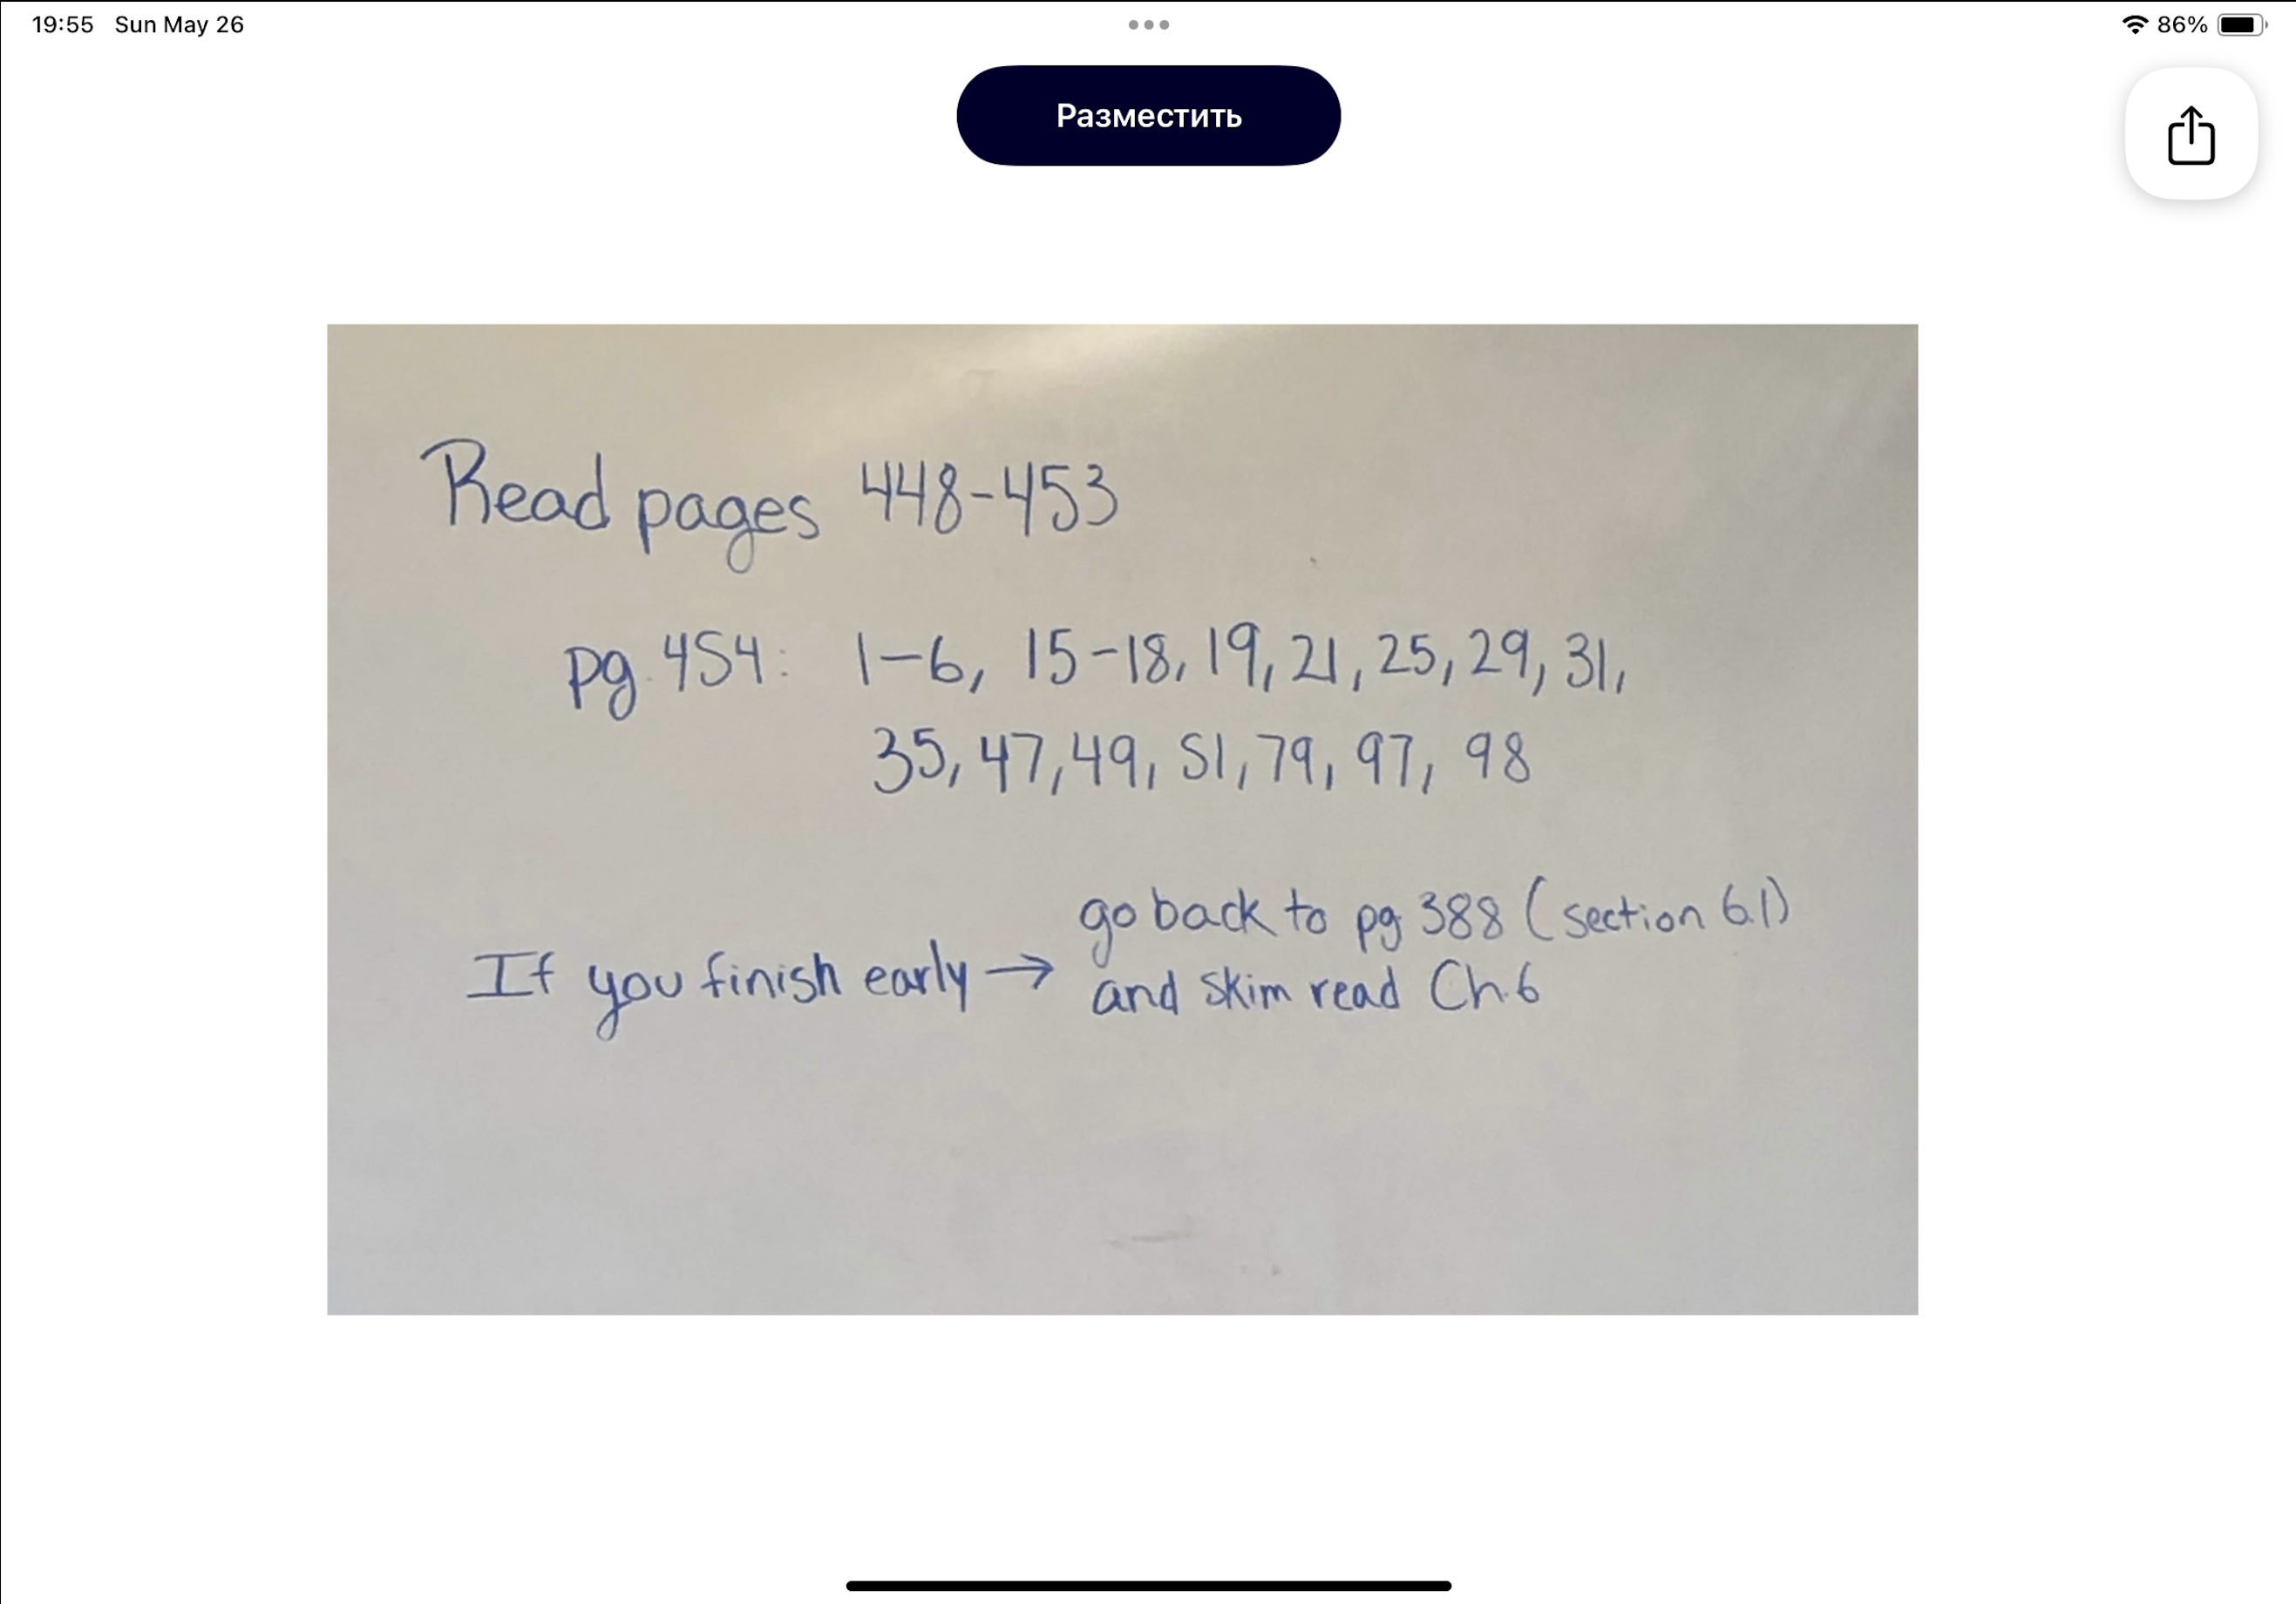 19:55 Sun May 26
86%
Разместить
Read pages 448-453
pg. 454: 1-6, 15-18, 19, 21, 25, 29, 31,
35, 47, 49, 51, 79, 97, 98
If you finish early → go back to pg 388 (section 6.1)
and skim read Ch. 6